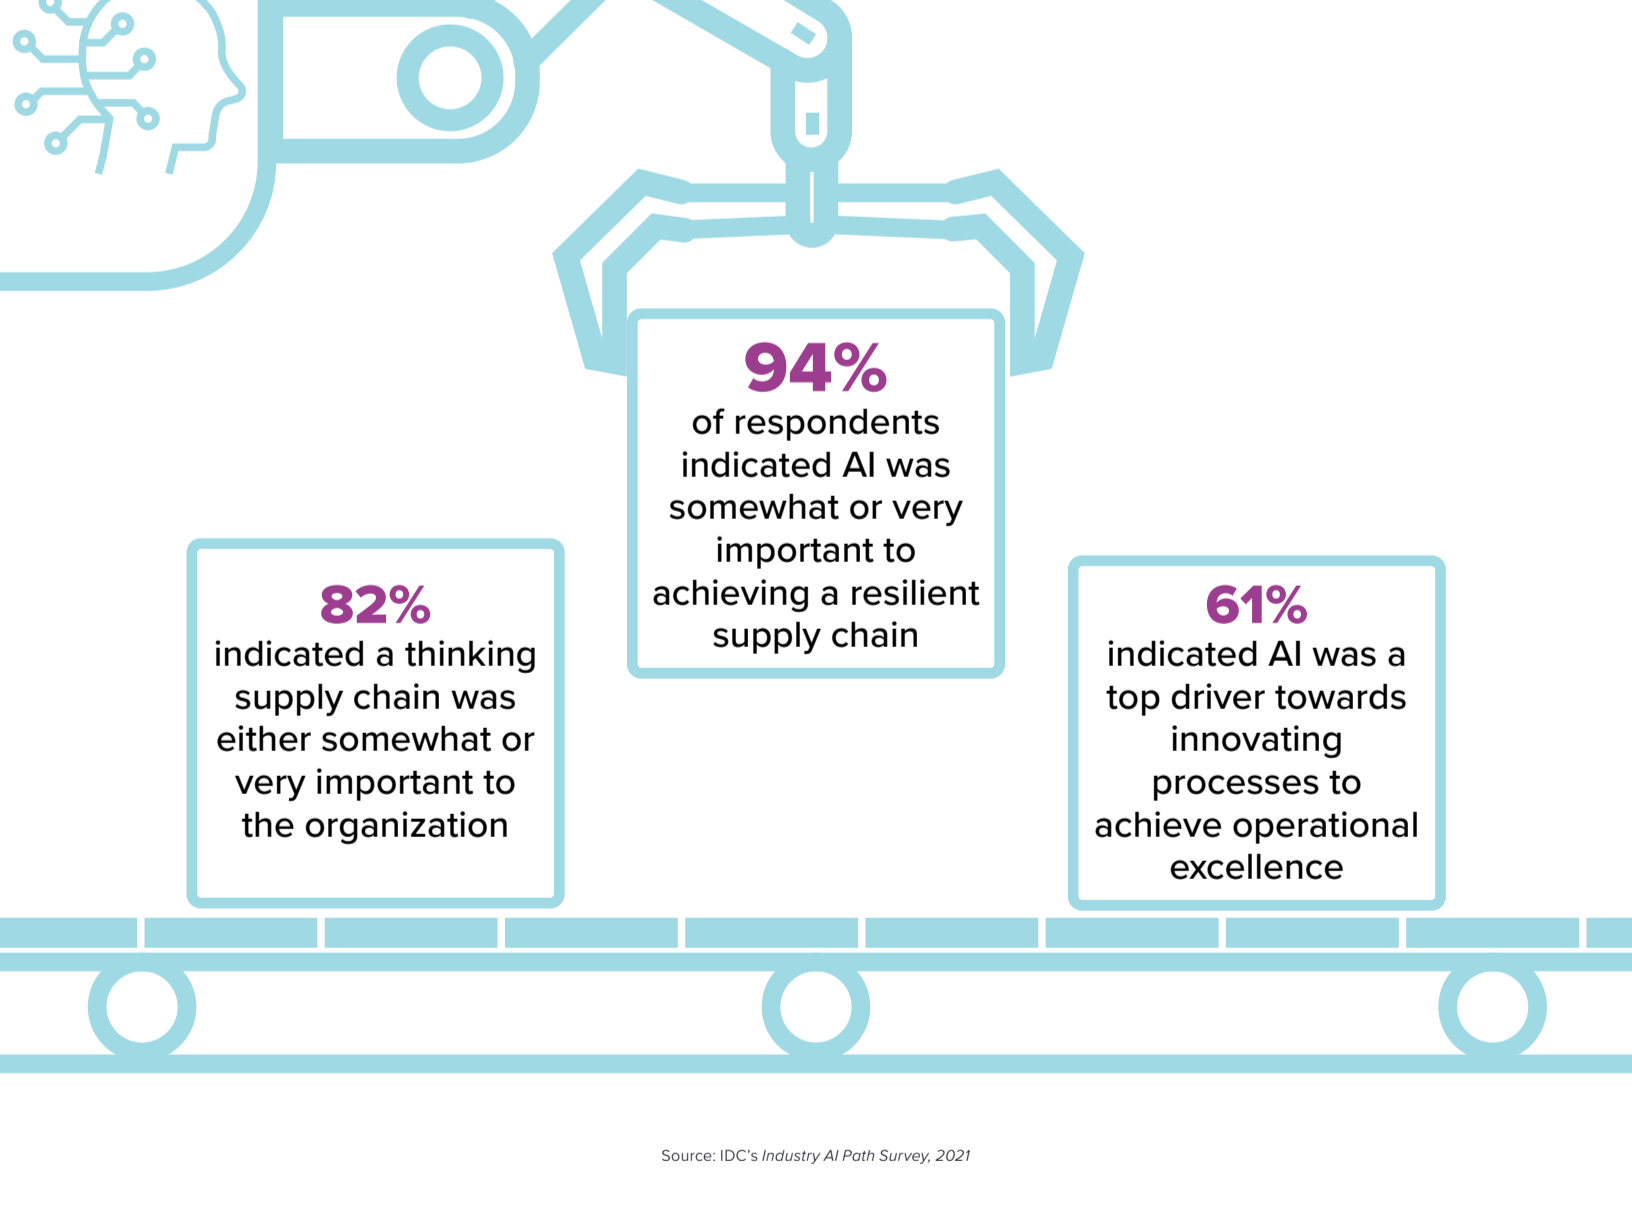 94%
of respondents
indicated AI was
somewhat or very
important to
achieving a resilient
supply chain
82%
indicated a thinking
supply chain was
either somewhat or
very important to
the organization
61%
indicated AI was a
top driver towards
innovating
processes to
achieve operational
excellence
Source: IDC's Industry AI Path Survey, 2021